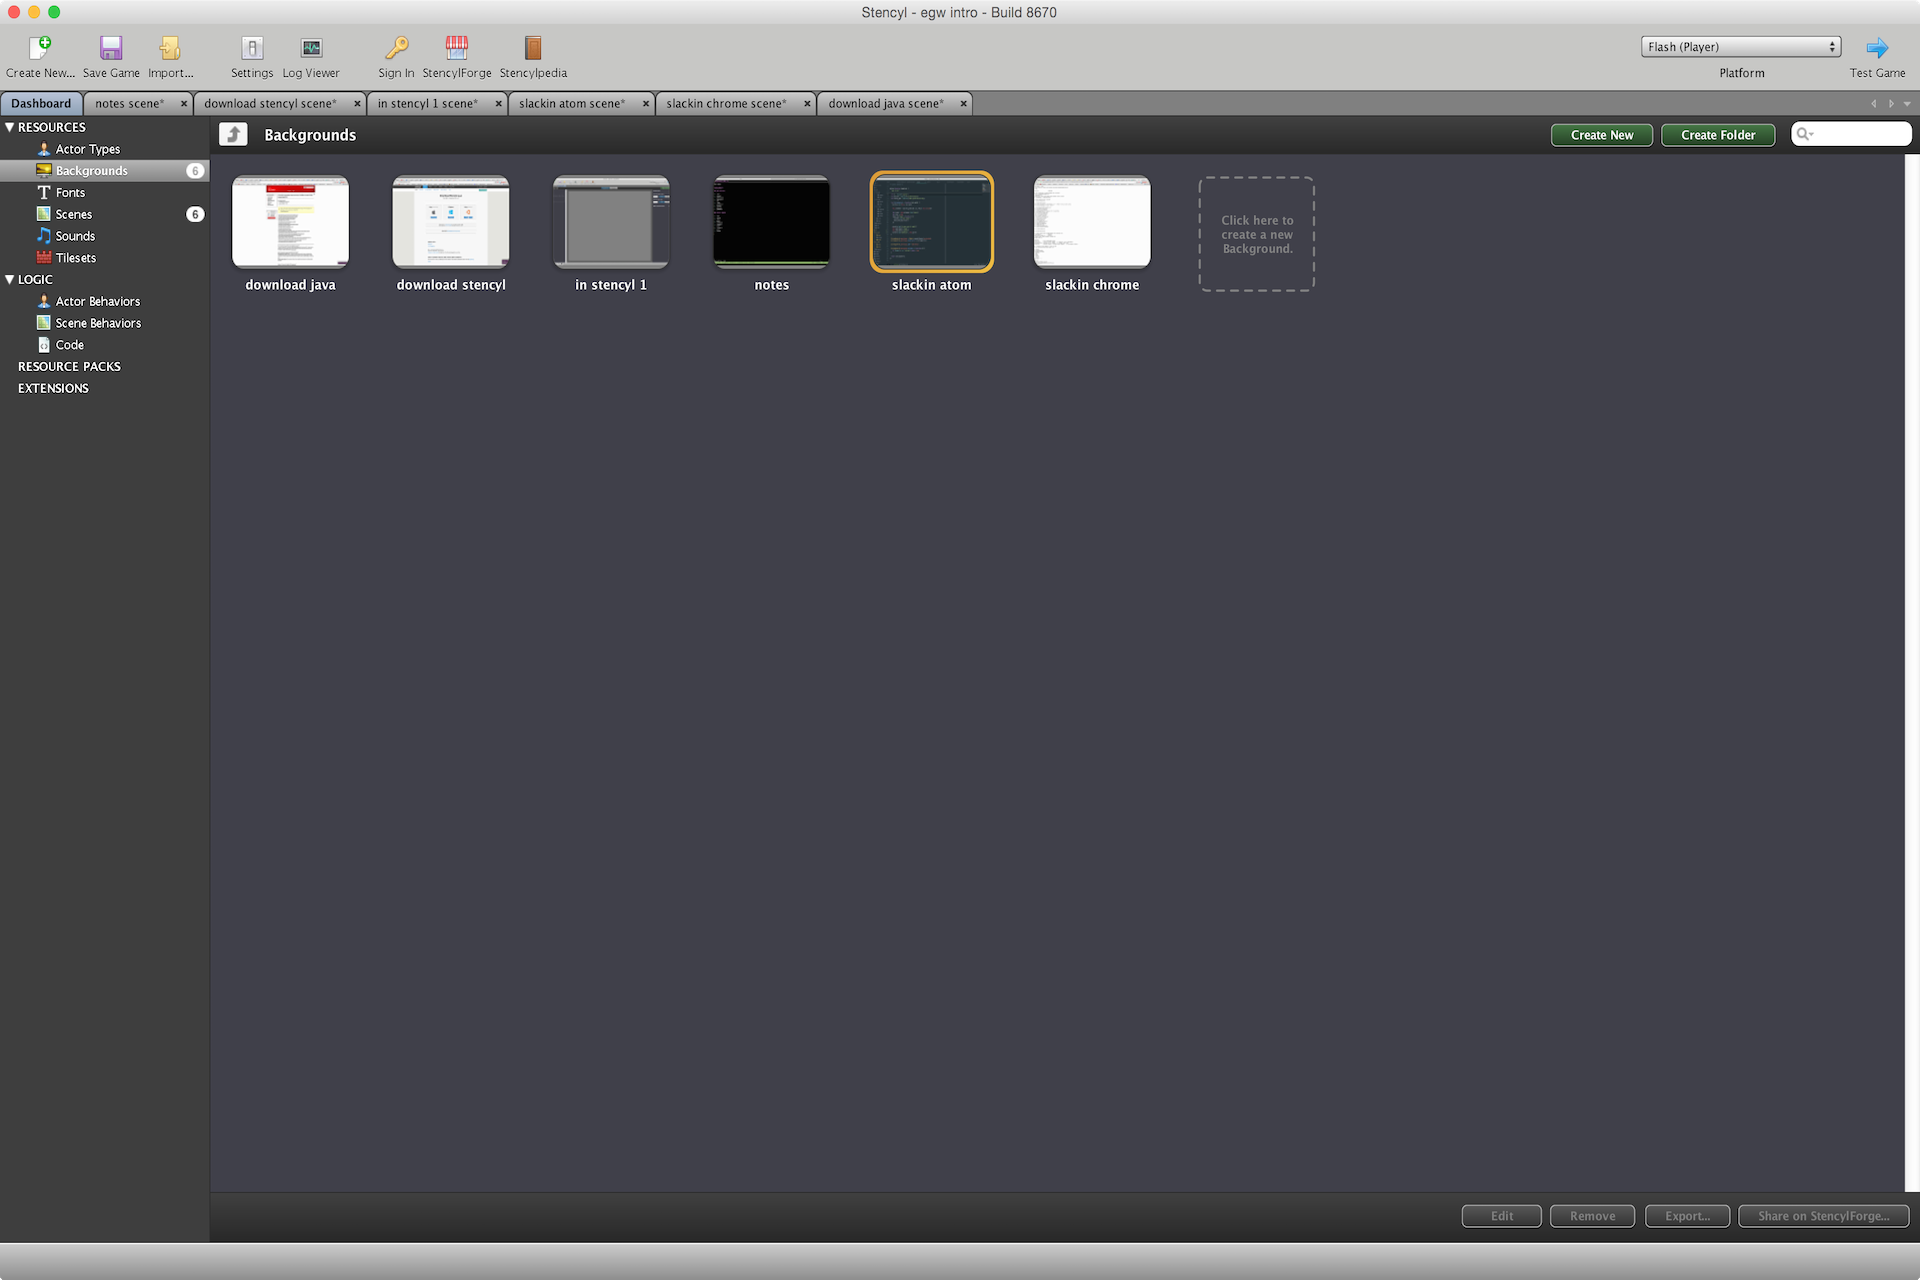 Stencyl - egw intro - Build 8670
Create New...
Save Game
Import...
Settings
Log Viewer
Sign In
StencylForge
Stencylpedia
Flash (Player)
Platform
Test Game
Dashboard
notes scene*
download stencyl scene*
in stencyl 1 scene*
slackin atom scene*
slackin chrome scene*
download java scene*
RESOURCES
Actor Types
Backgrounds 6
Fonts
Scenes 6
Sounds
Tilesets
LOGIC
Actor Behaviors
Scene Behaviors
Code
RESOURCE PACKS
EXTENSIONS
Backgrounds
Create New
Create Folder
download java
download stencyl
in stencyl 1
notes
slackin atom
slackin chrome
Click here to
create a new
Background.
Edit
Remove
Export...
Share on StencylForge...